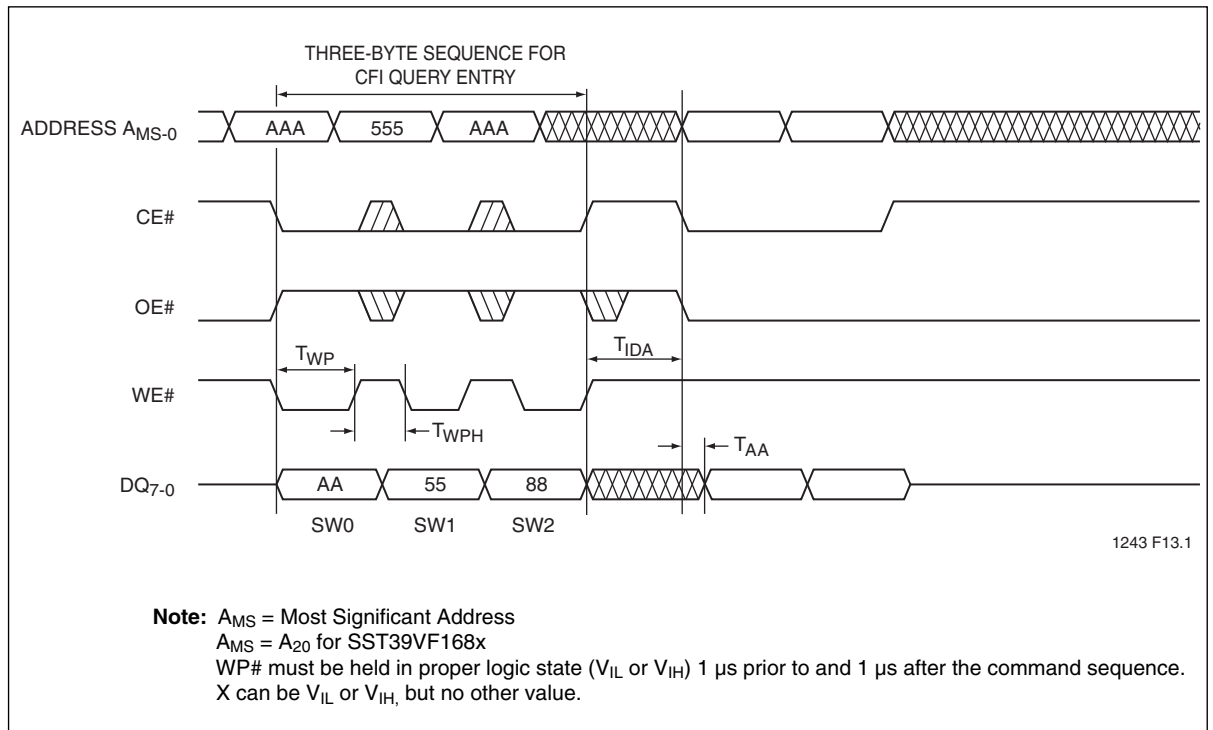 THREE-BYTE SEQUENCE FOR
CFI QUERY ENTRY
ADDRESS AMS-0
AAA
555
AAA
CE#
OE#
TWP
TIDA
WE#
TWPH
TAA
DQ7-0
AA
55
88
SW0
SW1
SW2
1243 F13.1
Note: AMS = Most Significant Address
AMS = A20 for SST39VF168x
WP# must be held in proper logic state (VIL or VIH) 1 µs prior to and 1 µs after the command sequence.
X can be VIL or VIH, but no other value.